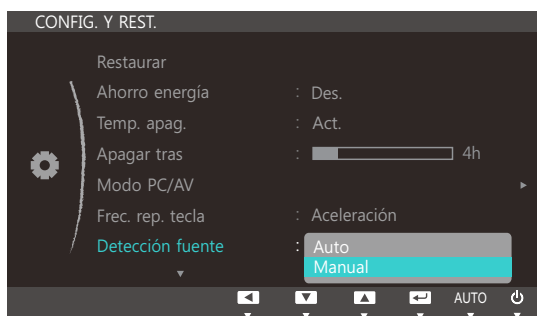 CONFIG. Y REST.
Restaurar
Ahorro energía : Des.
Temp. apag. : Act.
Apagar tras : 4h
Modo PC/AV
Frec. rep. tecla : Aceleración
Detección fuente : Auto
Manual
AUTO